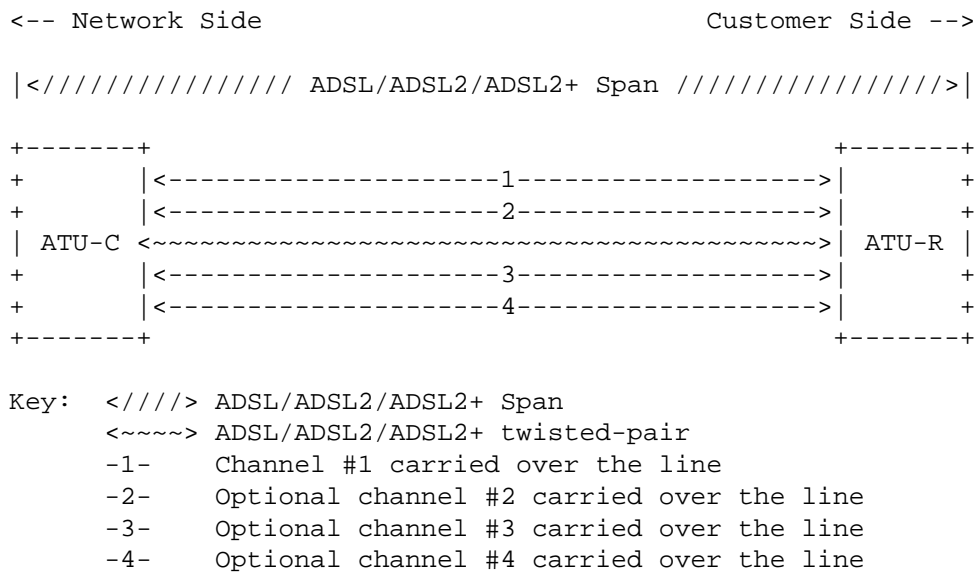 <-- Network Side                            Customer Side -->
|<//////////////// ADSL/ADSL2/ADSL2+ Span /////////////////>|
+-------+                                           +-------+
+       |<---------------------1------------------->|       +
+       |<---------------------2------------------->|       +
| ATU-C <~~~~~~~~~~~~~~~~~~~~~~~~~~~~~~~~~~~~~~~~~~>| ATU-R |
+       |<---------------------3------------------->|       +
+       |<---------------------4------------------->|       +
+-------+                                           +-------+
Key:  <////> ADSL/ADSL2/ADSL2+ Span
      <~~~~> ADSL/ADSL2/ADSL2+ twisted-pair
      -1-    Channel #1 carried over the line
      -2-    Optional channel #2 carried over the line
      -3-    Optional channel #3 carried over the line
      -4-    Optional channel #4 carried over the line